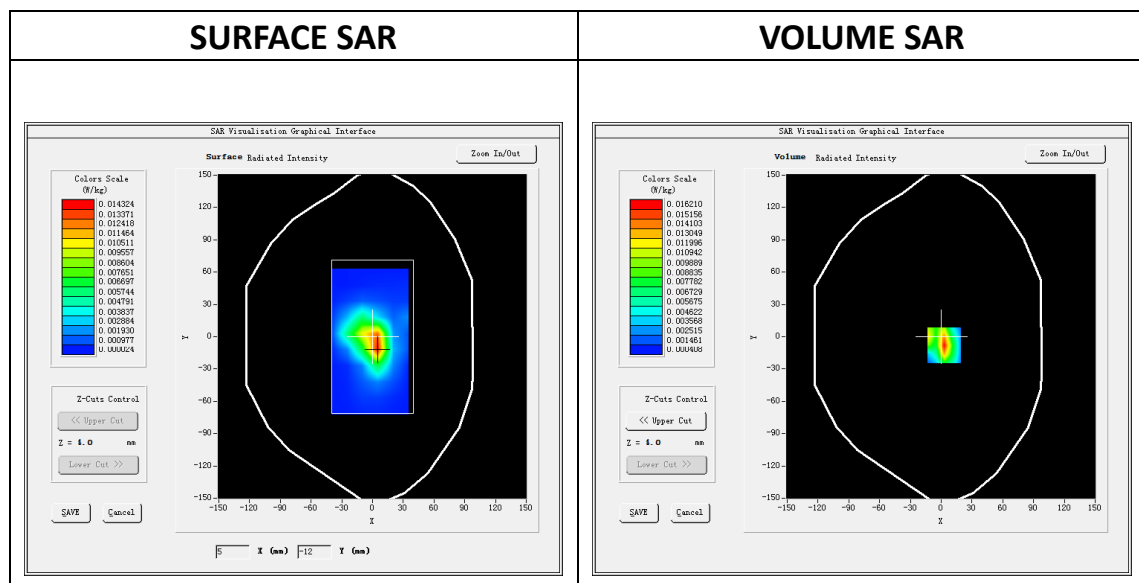 SURFACE SAR
VOLUME SAR
SAR Visualisation Graphical Interface
Surface Radiated Intensity
Zoom In/Out
Colors Scale
(W/kg)
0.014324
0.013371
0.012418
0.011464
0.010511
0.009557
0.008604
0.007651
0.006697
0.005744
0.004791
0.003837
0.002884
0.001930
0.000977
0.000024
Z-Cuts Control
<< Upper Cut
Z = 4.0 mm
Lower Cut >>
SAVE Cancel
150
120
90
60
30
0
-30
-60
-90
-120
-150
Y
-150 -120 -90 -60 -30 0 30 60 90 120 150
X
5 X (mm) -12 Y (mm)
SAR Visualisation Graphical Interface
Volume Radiated Intensity
Zoom In/Out
Colors Scale
(W/kg)
0.016210
0.015156
0.014103
0.013049
0.011996
0.010942
0.009889
0.008835
0.007782
0.006729
0.005675
0.004622
0.003568
0.002515
0.001461
0.000408
Z-Cuts Control
<< Upper Cut
Z = 4.0 mm
Lower Cut >>
SAVE Cancel
150
120
90
60
30
0
-30
-60
-90
-120
-150
Y
-150 -120 -90 -60 -30 0 30 60 90 120 150
X